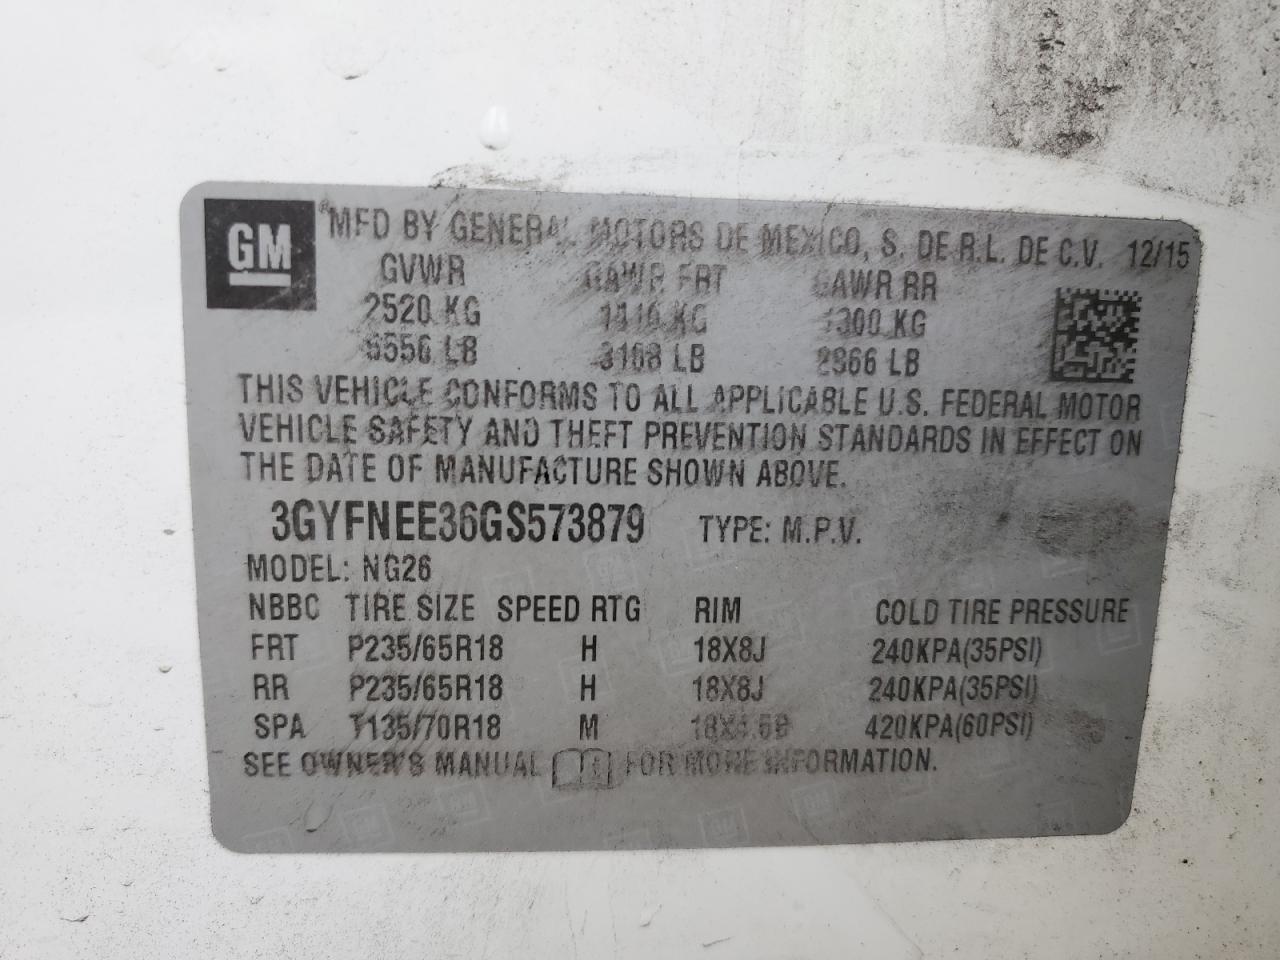 GM
MFD BY GENERAL MOTORS DE MEXICO, S. DE R.L. DE C.V. 12/15
GVWR GAWR FRT GAWR RR
2520 KG KG 1300 KG
5556 LB LB 2866 LB
THIS VEHICLE CONFORMS TO ALL APPLICABLE U.S. FEDERAL MOTOR
VEHICLE SAFETY AND THEFT PREVENTION STANDARDS IN EFFECT ON
THE DATE OF MANUFACTURE SHOWN ABOVE.
3GYFNEE36GS573879 TYPE: M.P.V.
MODEL: NG26
NBBC TIRE SIZE SPEED RTG RIM COLD TIRE PRESSURE
FRT P235/65R18 H 18X8J 240KPA(35PSI)
RR P235/65R18 H 18X8J 240KPA(35PSI)
SPA T135/70R18 M 18X4.5B 420KPA(60PSI)
SEE OWNER'S MANUAL FOR MORE INFORMATION.